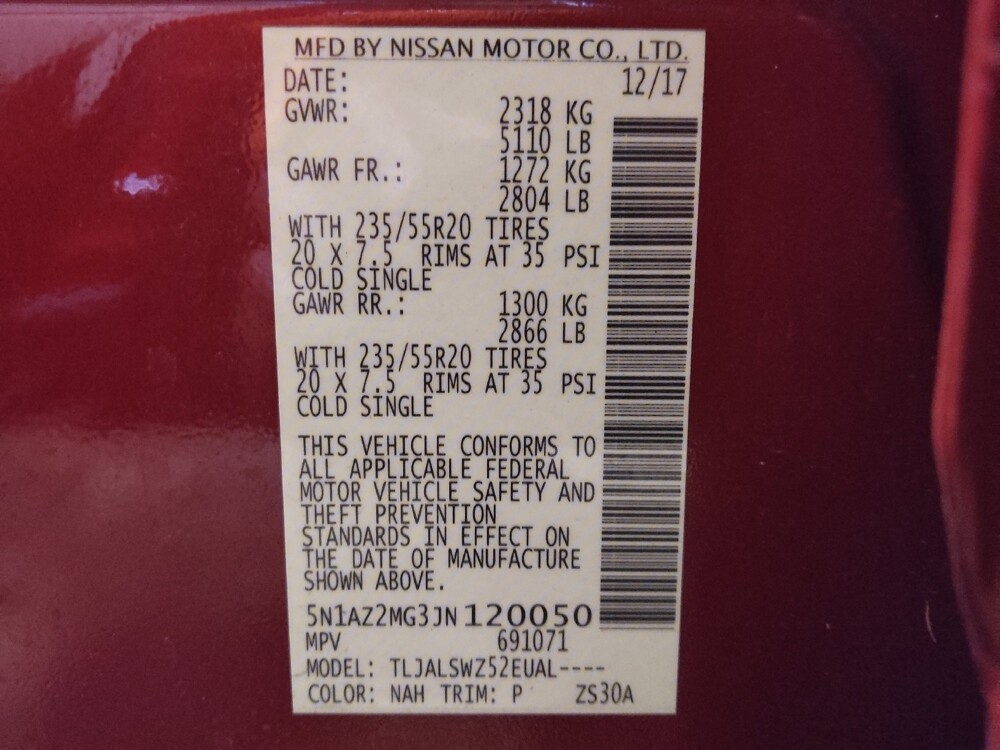 MFD BY NISSAN MOTOR CO., LTD.
DATE: 12/17
GVWR: 2318 KG
5110 LB
GAWR FR.: 1272 KG
2804 LB
WITH 235/55R20 TIRES
20 X 7.5 RIMS AT 35 PSI
COLD SINGLE
GAWR RR.: 1300 KG
2866 LB
WITH 235/55R20 TIRES
20 X 7.5 RIMS AT 35 PSI
COLD SINGLE
THIS VEHICLE CONFORMS TO
ALL APPLICABLE FEDERAL
MOTOR VEHICLE SAFETY AND
THEFT PREVENTION
STANDARDS IN EFFECT ON
THE DATE OF MANUFACTURE
SHOWN ABOVE.
5N1AZ2MG3JN120050
MPV 691071
MODEL: TLJALSWZ52EUAL----
COLOR: NAH TRIM: P ZS30A